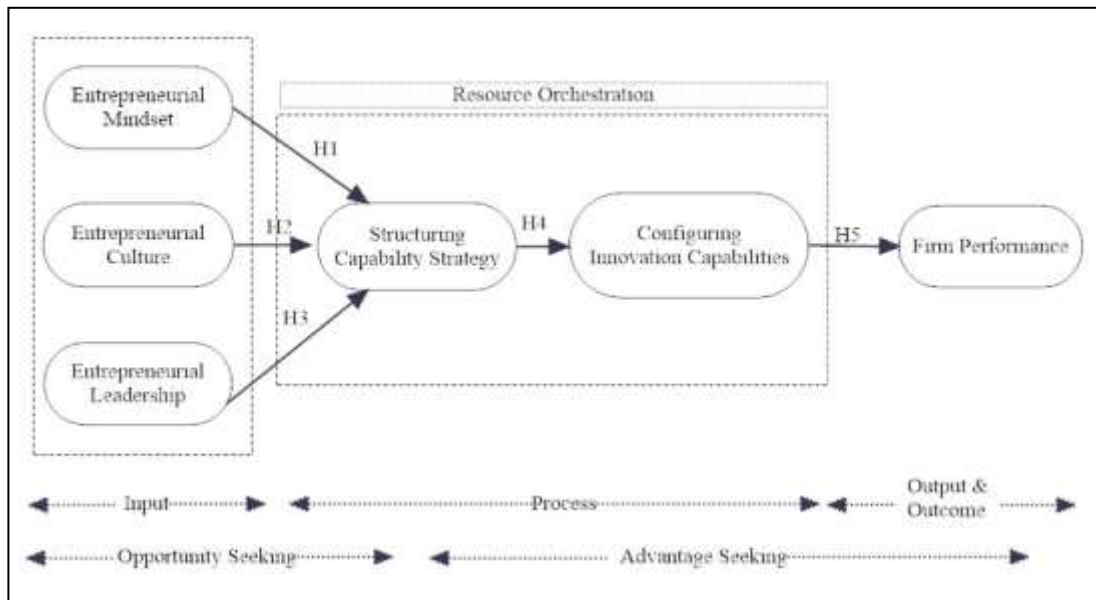 Entrepreneurial
Mindset
Resource Orchestration
H1
Entrepreneurial
Culture
H2
Structuring
Capability Strategy
H4
Configuring
Innovation Capabilities
H5
Firm Performance
H3
Entrepreneurial
Leadership
Input
Process
Output &
Outcome
Opportunity Seeking
Advantage Seeking